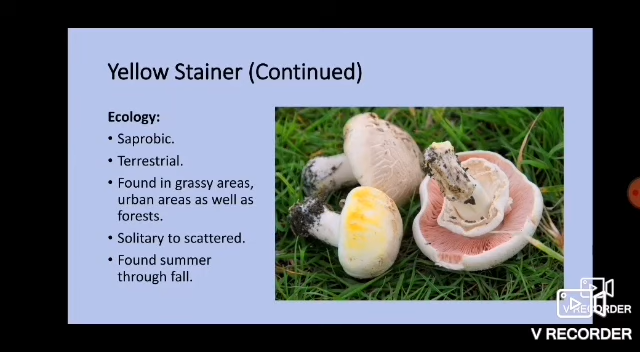 Yellow Stainer (Continued)
Ecology:
• Saprobic.
• Terrestrial.
• Found in grassy areas,
urban areas as well as
forests.
• Solitary to scattered.
• Found summer
through fall.
V RECORDER
V RECORDER